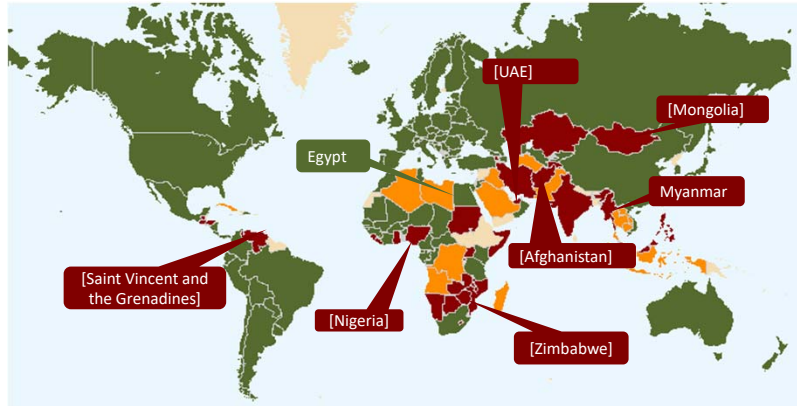 [UAE]
[Mongolia]
Egypt
Myanmar
[Afghanistan]
[Saint Vincent and
the Grenadines]
[Nigeria]
[Zimbabwe]